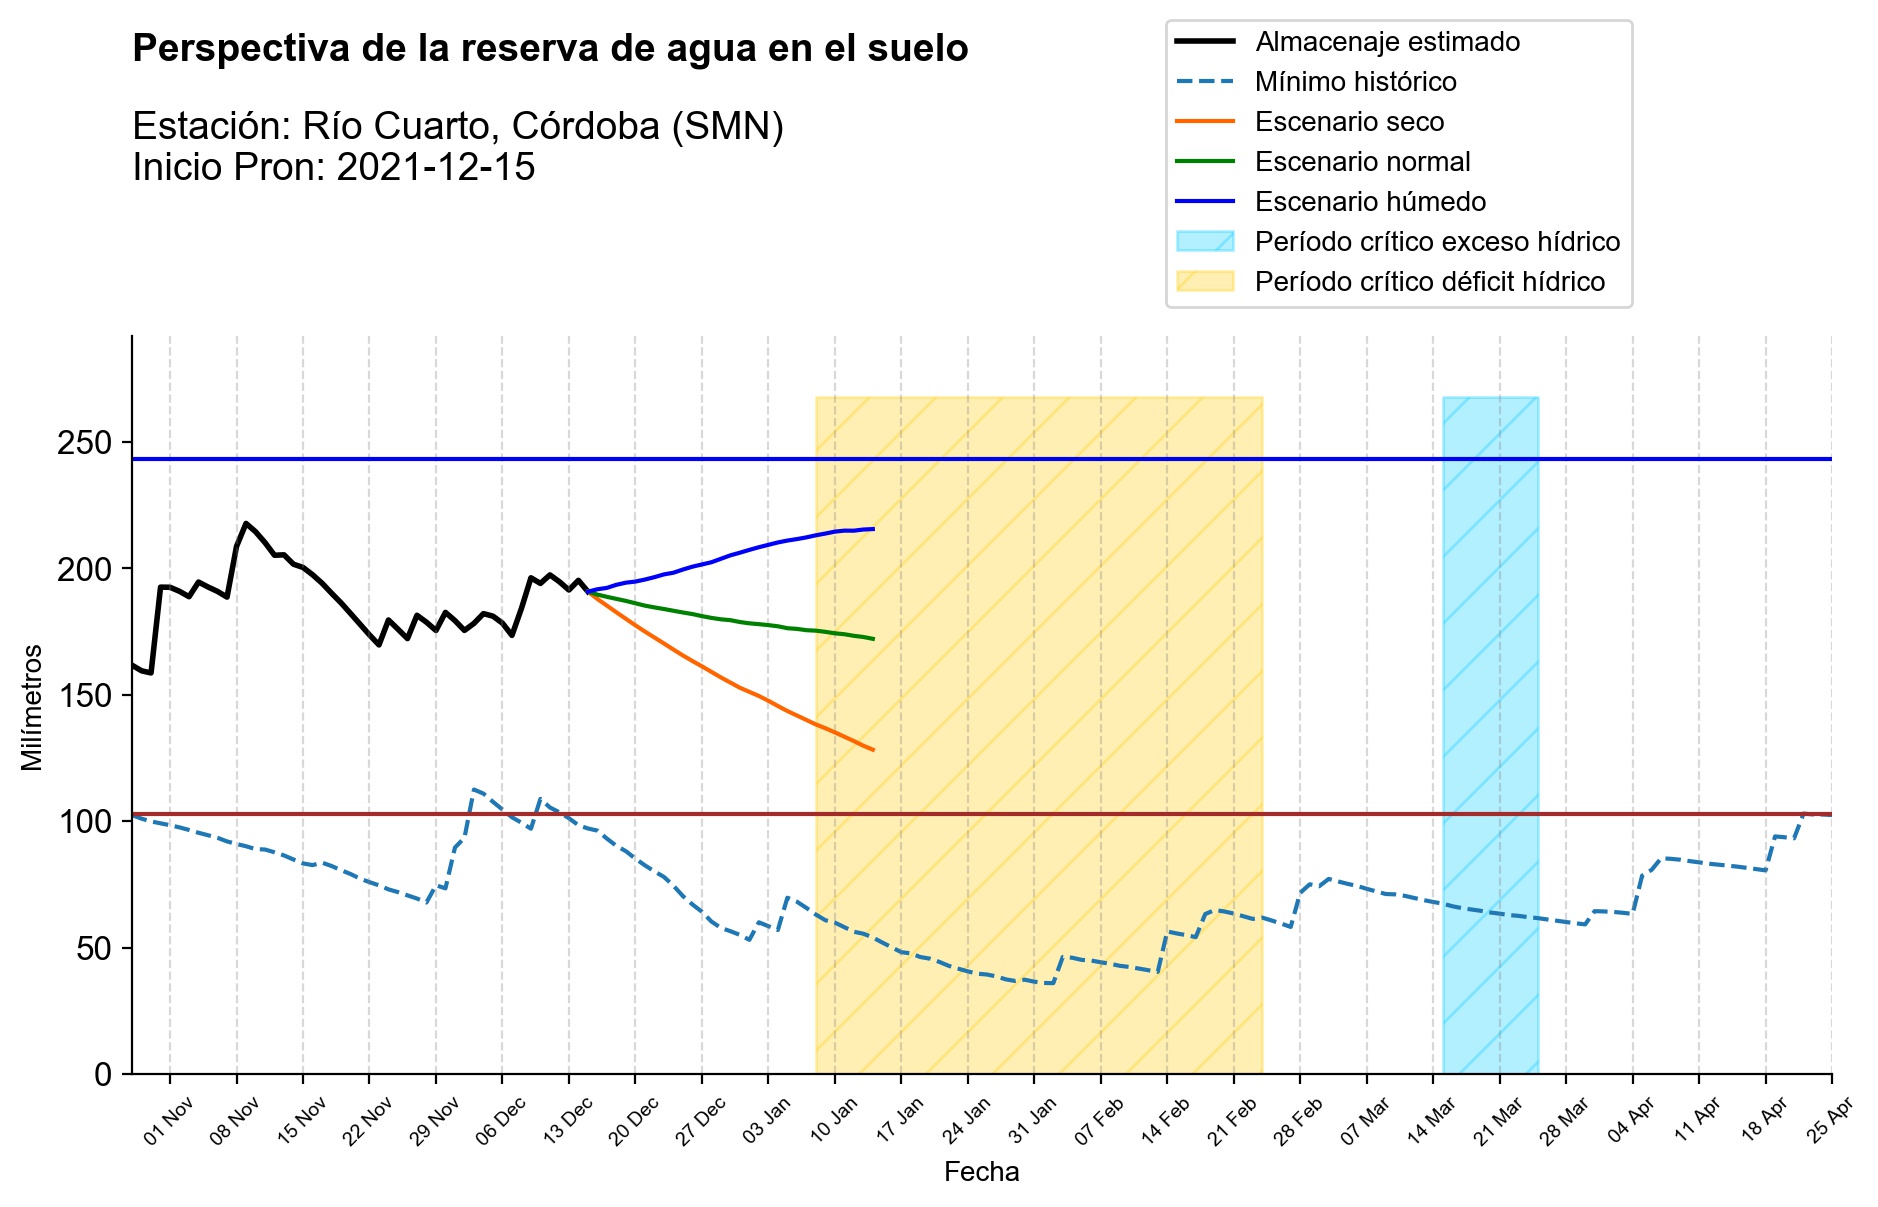 Perspectiva de la reserva de agua en el suelo
Estación: Río Cuarto, Córdoba (SMN)
Inicio Pron: 2021-12-15
Almacenaje estimado
Mínimo histórico
Escenario seco
Escenario normal
Escenario húmedo
Período crítico exceso hídrico
Período crítico déficit hídrico
Milímetros
250
200
150
100
50
0
01 Nov
08 Nov
15 Nov
22 Nov
29 Nov
06 Dec
13 Dec
20 Dec
27 Dec
03 Jan
10 Jan
17 Jan
24 Jan
31 Jan
07 Feb
14 Feb
21 Feb
28 Feb
07 Mar
14 Mar
21 Mar
28 Mar
04 Apr
11 Apr
18 Apr
25 Apr
Fecha